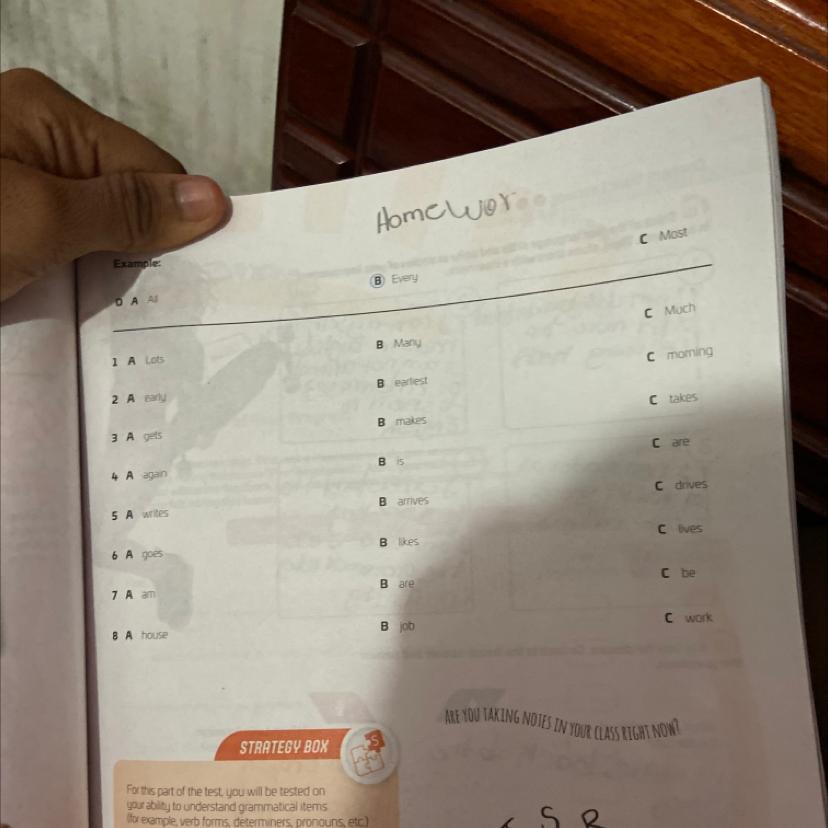 Homewor
Example:
0 A All B Every C Most
1 A Lots B Many C Much
2 A early B earliest C morning
3 A gets B makes C takes
4 A again B is C are
5 A writes B arrives C drives
6 A goes B likes C lives
7 A am B are C be
8 A house B job C work
ARE YOU TAKING NOTES IN YOUR CLASS RIGHT NOW?
STRATEGY BOX
For this part of the test, you will be tested on
your ability to understand grammatical items
(for example, verb forms, determiners, pronouns, etc.)
S R